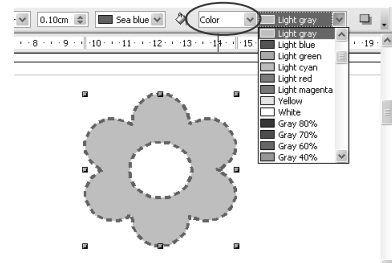 0.10cm Sea blue Color Light gray
8 9 10 11 12 13 14 15 19
Light gray
Light blue
Light green
Light cyan
Light red
Light magenta
Yellow
White
Gray 80%
Gray 70%
Gray 60%
Gray 40%